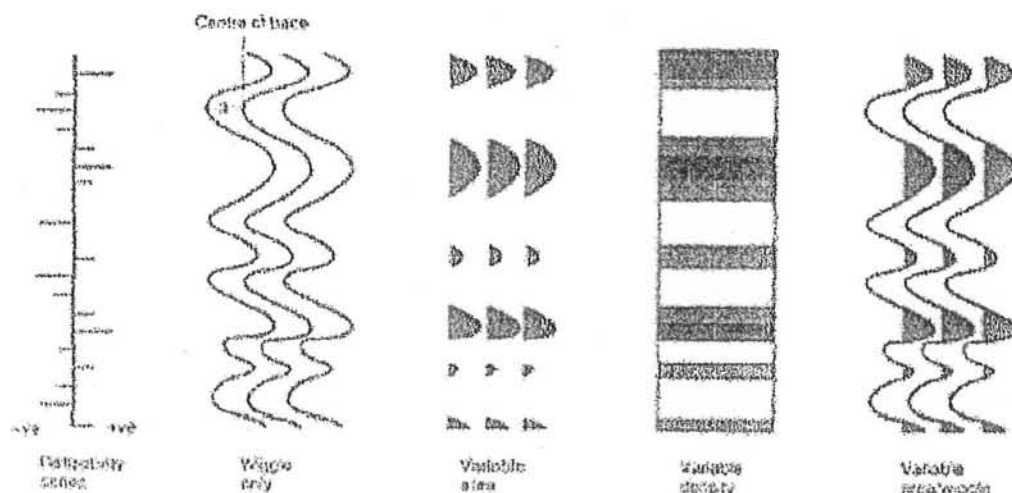 Centre of trace
-ve +ve
Reflectivity
series
Wiggle
only
Variable
area
Variable
density
Variable
area/wiggle